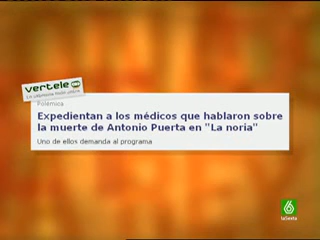 vertele
Polémica
Expedientan a los médicos que hablaron sobre
la muerte de Antonio Puerta en "La noria"
Uno de ellos demanda al programa
6
laSexta